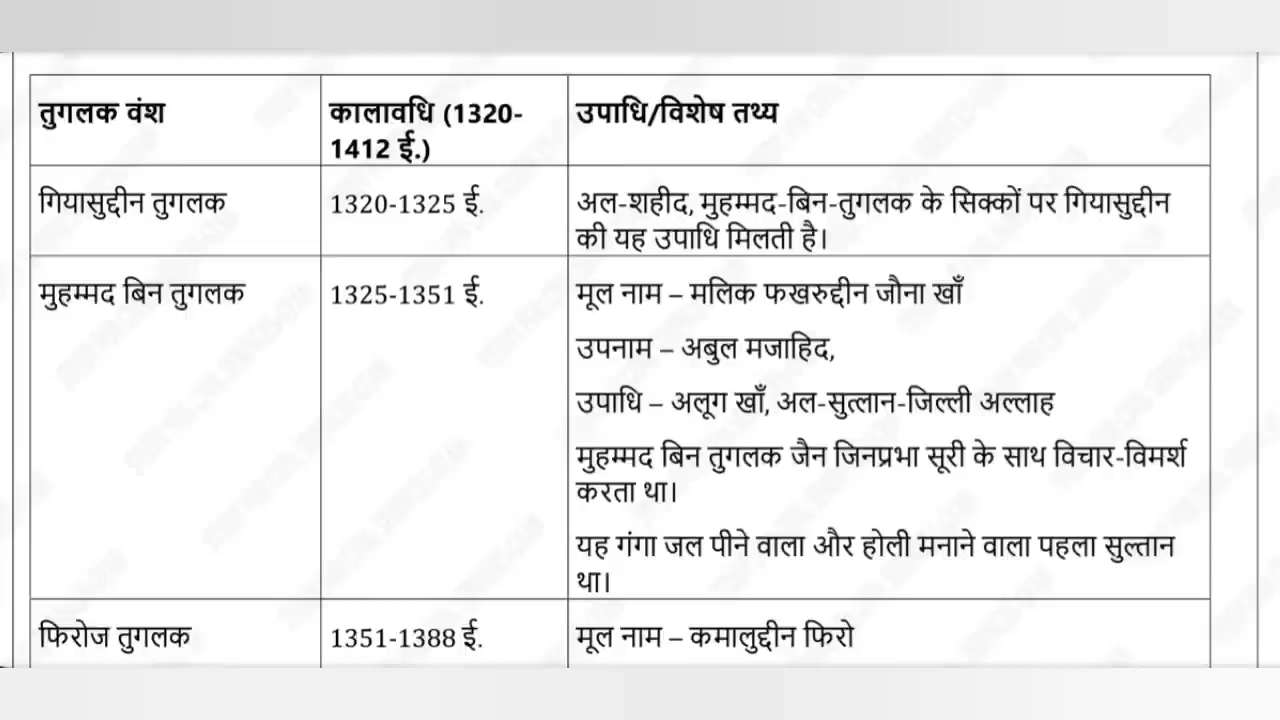 तुगलक वंश
कालावधि (1320-
1412 ई.)
उपाधि/विशेष तथ्य
गियासुद्दीन तुगलक
1320-1325 ई.
अल-शहीद, मुहम्मद-बिन-तुगलक के सिक्कों पर गियासुद्दीन
की यह उपाधि मिलती है।
मुहम्मद बिन तुगलक
1325-1351 ई.
मूल नाम – मलिक फखरुद्दीन जौना खाँ
उपनाम – अबुल मजाहिद,
उपाधि – अलूग खाँ, अल-सुत्लान-जिल्ली अल्लाह
मुहम्मद बिन तुगलक जैन जिनप्रभा सूरी के साथ विचार-विमर्श
करता था।
यह गंगा जल पीने वाला और होली मनाने वाला पहला सुल्तान
था।
फिरोज तुगलक
1351-1388 ई.
मूल नाम – कमालुद्दीन फिरो